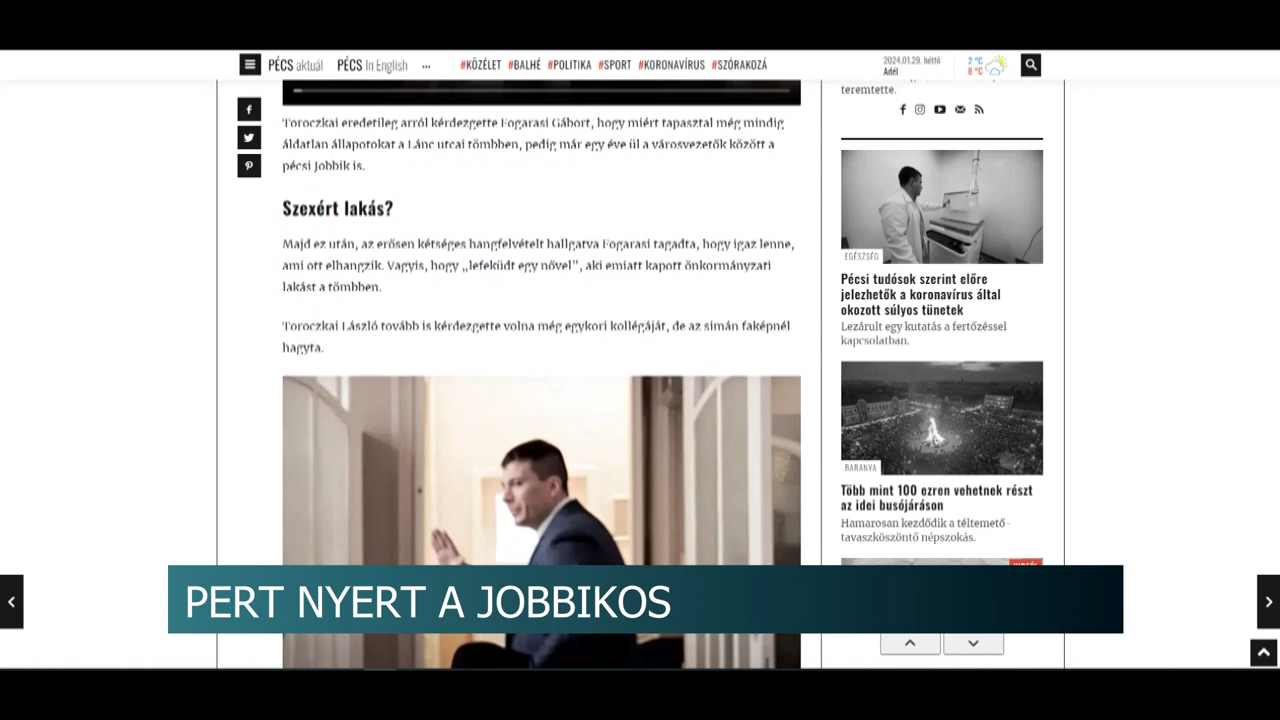 PÉCS aktuál PÉCS In English ... #KÖZÉLET #BALHÉ #POLITIKA #SPORT #KORONAVÍRUS #SZÓRAKOZÁS
2024.01.29. hétfő
Adél
2 °C
8 °C
Toroczkai eredetileg arról kérdezgette Fogarasi Gábort, hogy miért tapasztal még mindig
áldatlan állapotokat a Lánc utcai tömbben, pedig már egy éve ül a városvezetők között a
pécsi Jobbik is.
Szexért lakás?
Majd ez után, az erősen kétséges hangfelvételt hallgatva Fogarasi tagadta, hogy igaz lenne,
ami ott elhangzik. Vagyis, hogy „lefeküdt egy nővel”, aki emiatt kapott önkormányzati
lakást a tömbben.
Toroczkai László tovább is kérdezgette volna még egykori kollégáját, de az simán faképnél
hagyta.
teremtette.
EGÉSZSÉG
Pécsi tudósok szerint előre
jelezhetők a koronavírus által
okozott súlyos tünetek
Lezárult egy kutatás a fertőzéssel
kapcsolatban.
BARANYA
Több mint 100 ezren vehetnek részt
az idei busójáráson
Hamarosan kezdődik a téltemető-
tavaszköszöntő népszokás.
PERT NYERT A JOBBIKOS